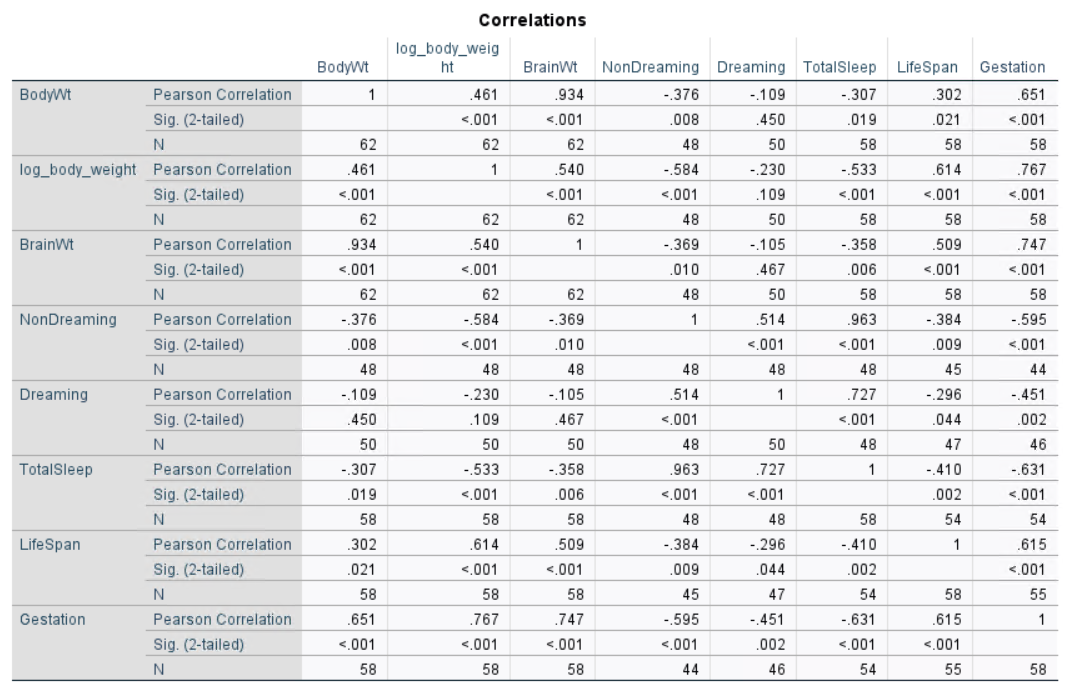 Correlations
BodyWt log_body_weig
ht BrainWt NonDreaming Dreaming TotalSleep LifeSpan Gestation
BodyWt Pearson Correlation 1 .461 .934 -.376 -.109 -.307 .302 .651
Sig. (2-tailed) <.001 <.001 .008 .450 .019 .021 <.001
N 62 62 62 48 50 58 58 58
log_body_weight Pearson Correlation .461 1 .540 -.584 -.230 -.533 .614 .767
Sig. (2-tailed) <.001 <.001 <.001 .109 <.001 <.001 <.001
N 62 62 62 48 50 58 58 58
BrainWt Pearson Correlation .934 .540 1 -.369 -.105 -.358 .509 .747
Sig. (2-tailed) <.001 <.001 .010 .467 .006 <.001 <.001
N 62 62 62 48 50 58 58 58
NonDreaming Pearson Correlation -.376 -.584 -.369 1 .514 .963 -.384 -.595
Sig. (2-tailed) .008 <.001 .010 <.001 <.001 .009 <.001
N 48 48 48 48 48 48 45 44
Dreaming Pearson Correlation -.109 -.230 -.105 .514 1 .727 -.296 -.451
Sig. (2-tailed) .450 .109 .467 <.001 <.001 .044 .002
N 50 50 50 48 50 48 47 46
TotalSleep Pearson Correlation -.307 -.533 -.358 .963 .727 1 -.410 -.631
Sig. (2-tailed) .019 <.001 .006 <.001 <.001 .002 <.001
N 58 58 58 48 48 58 54 54
LifeSpan Pearson Correlation .302 .614 .509 -.384 -.296 -.410 1 .615
Sig. (2-tailed) .021 <.001 <.001 .009 .044 .002 <.001
N 58 58 58 45 47 54 58 55
Gestation Pearson Correlation .651 .767 .747 -.595 -.451 -.631 .615 1
Sig. (2-tailed) <.001 <.001 <.001 <.001 .002 <.001 <.001
N 58 58 58 44 46 54 55 58